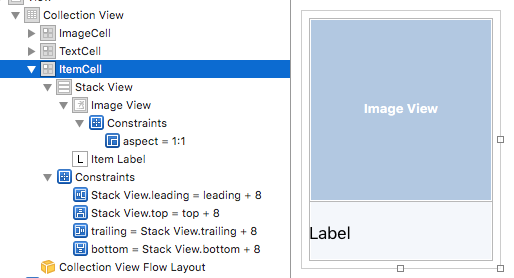 Collection View
ImageCell
TextCell
ItemCell
Stack View
Image View
Constraints
aspect = 1:1
L Item Label
Constraints
Stack View.leading = leading + 8
Stack View.top = top + 8
trailing = Stack View.trailing + 8
bottom = Stack View.bottom + 8
Collection View Flow Layout
Image View
Label